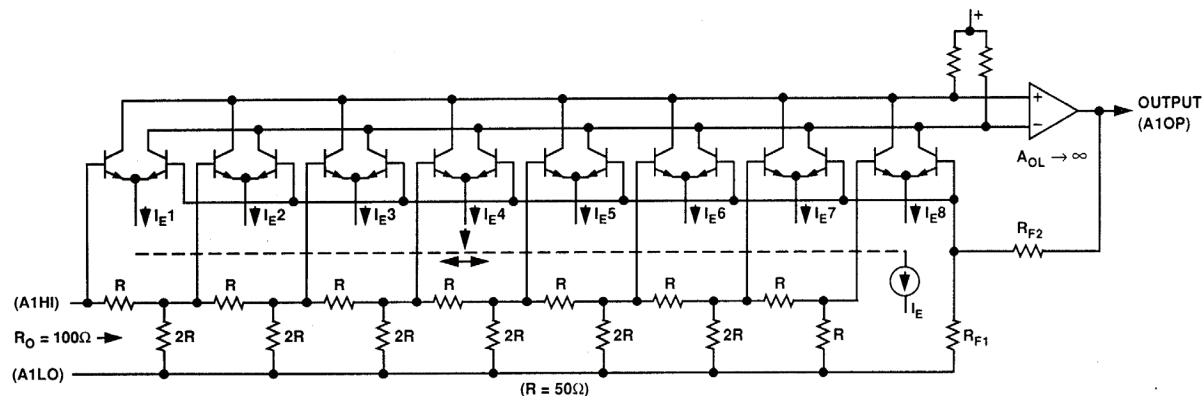 +
OUTPUT
(A1OP)
+
−
A_OL → ∞
I_E1
I_E2
I_E3
I_E4
I_E5
I_E6
I_E7
I_E8
R_F2
R
R
R
R
R
R
R
(A1HI)
I_E
R_O = 100Ω
2R
2R
2R
2R
2R
2R
R
R_F1
(A1LO)
(R = 50Ω)